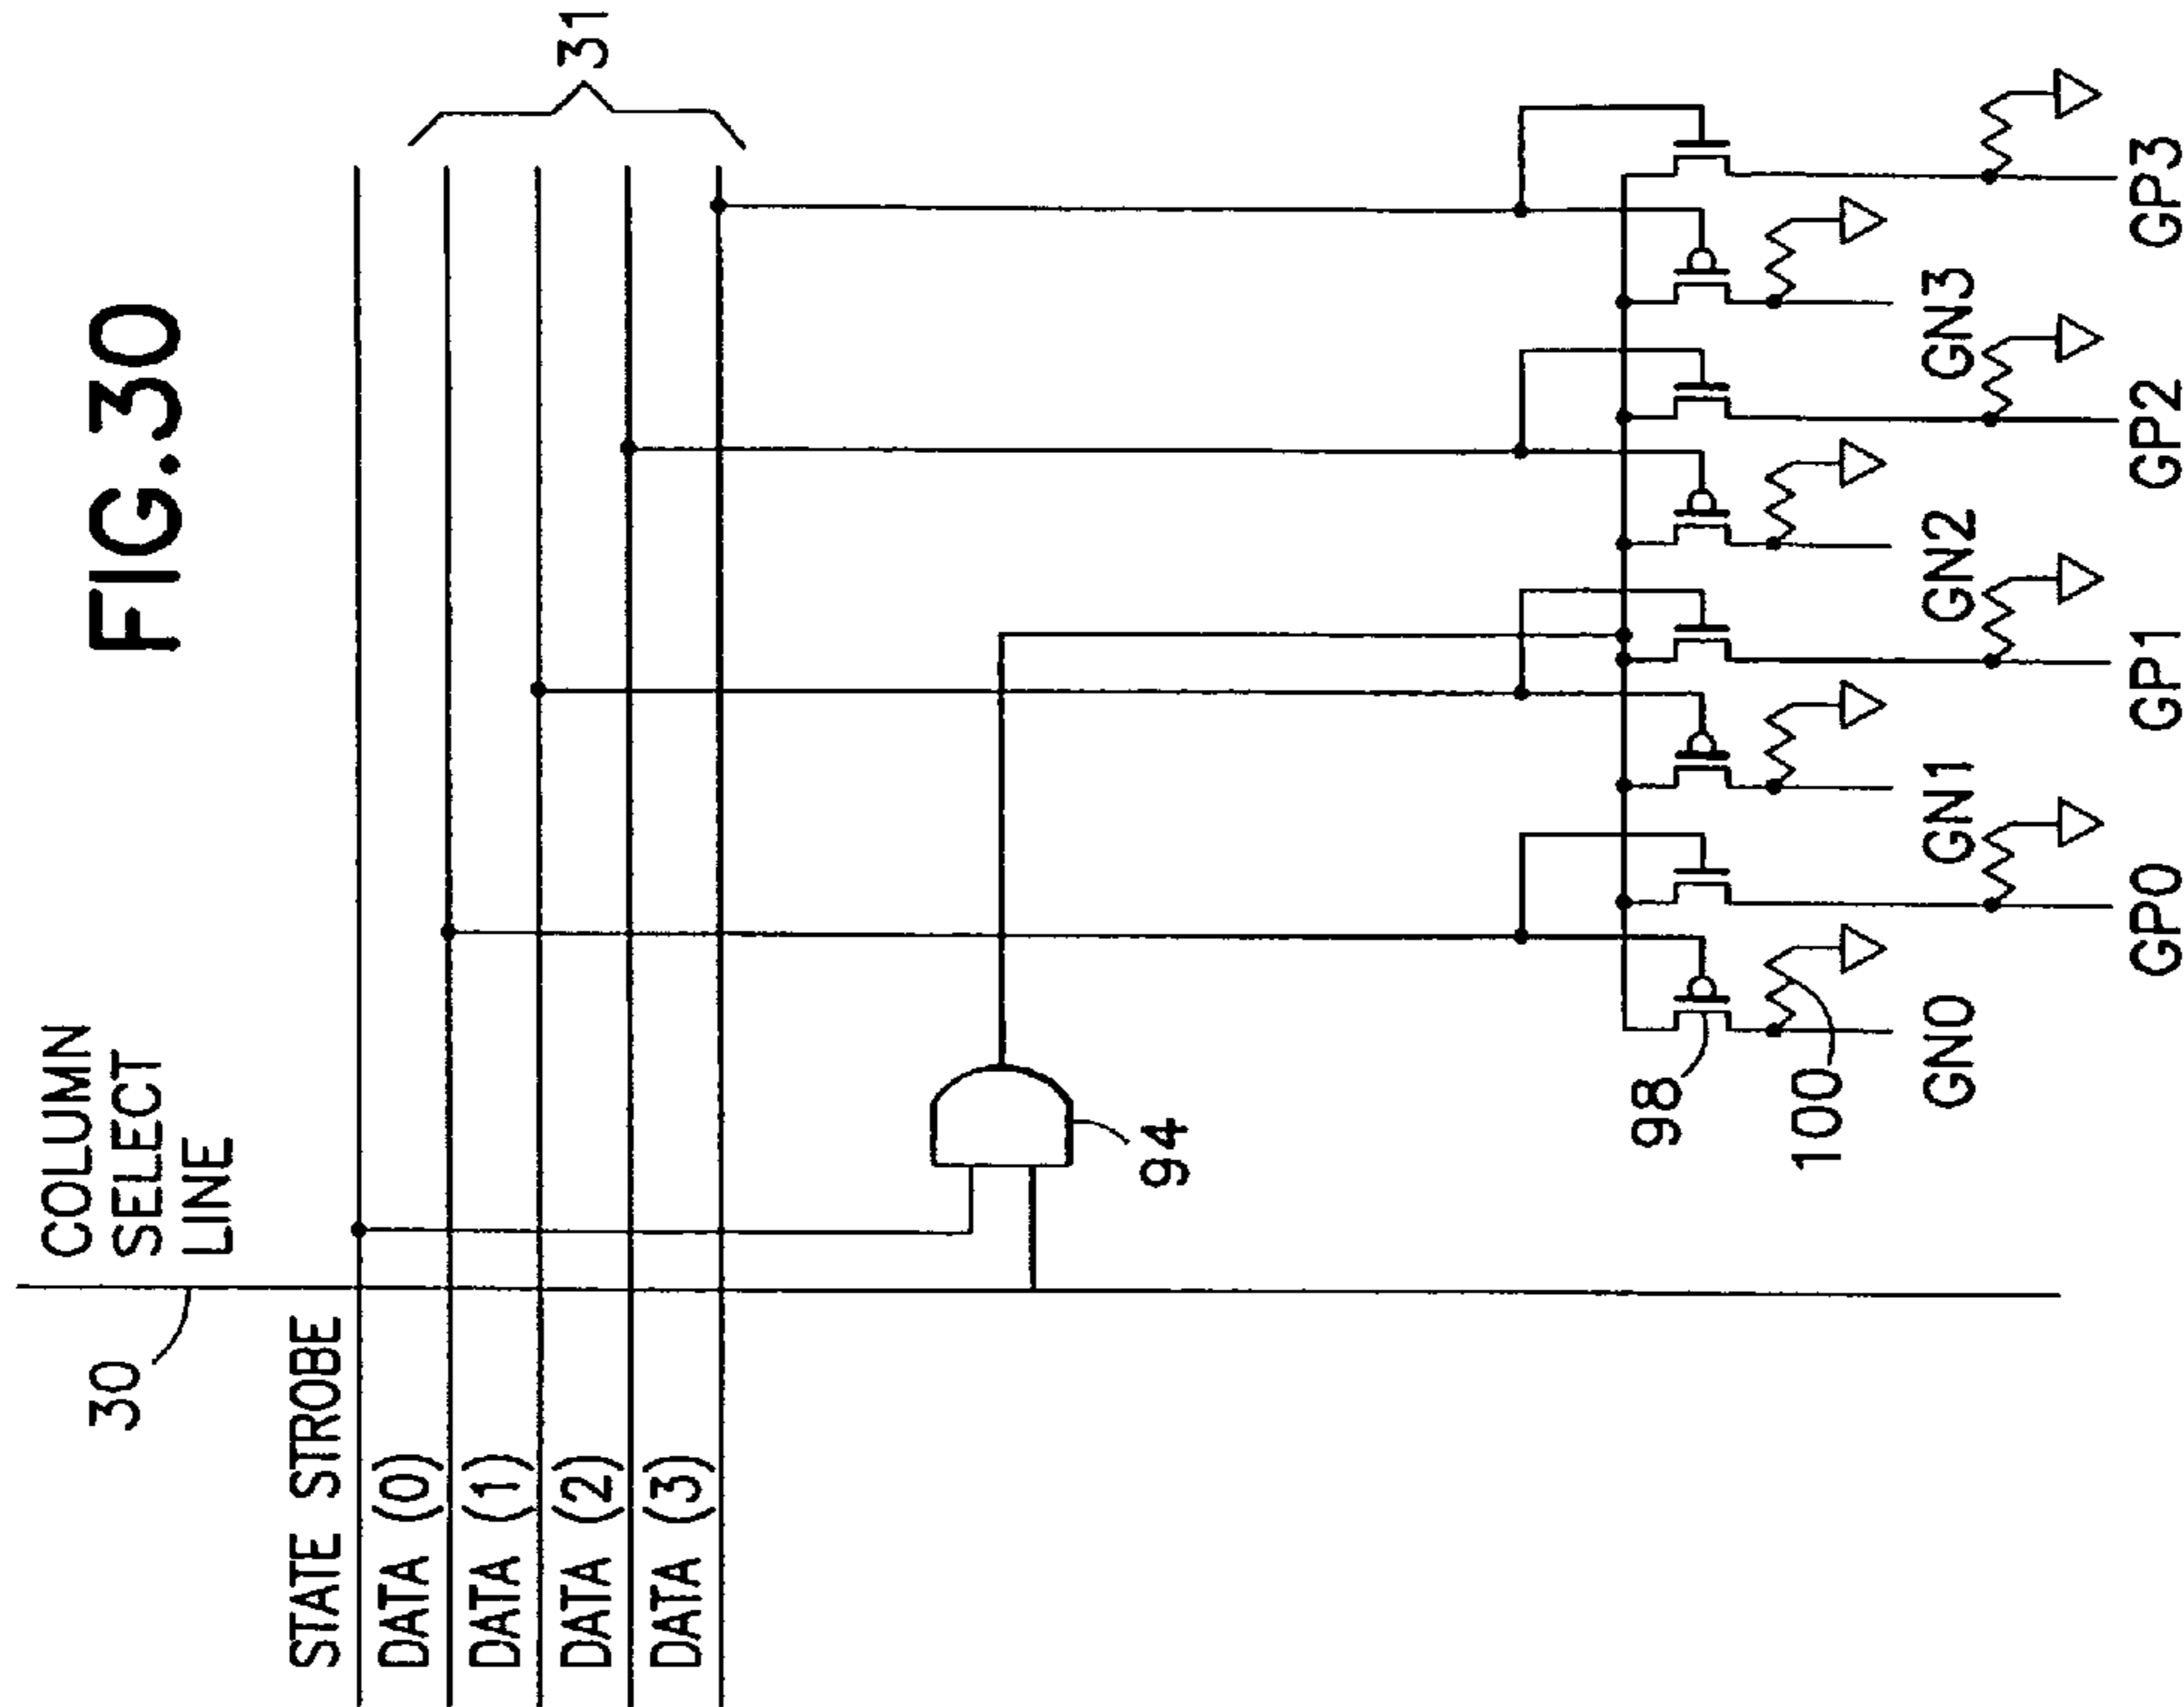 FIG.30
COLUMN
SELECT
LINE
30
STATE STROBE
DATA (0)
DATA (1)
DATA (2)
DATA (3)
31
94
98
100
GN0
GP0
GN1
GP1
GN2
GP2
GN3
GP3